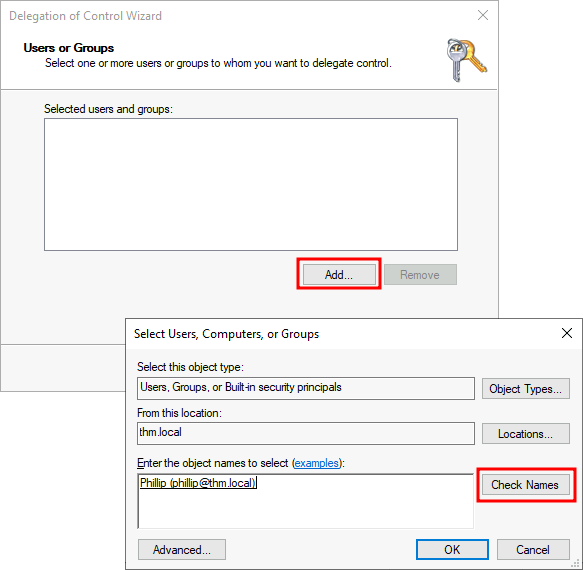 Delegation of Control Wizard
Users or Groups
Select one or more users or groups to whom you want to delegate control.
Selected users and groups:
Add...
Remove
Select Users, Computers, or Groups
Select this object type:
Users, Groups, or Built-in security principals
Object Types...
From this location:
thm.local
Locations...
Enter the object names to select (examples):
Phillip (phillip@thm.local)
Check Names
Advanced...
OK
Cancel